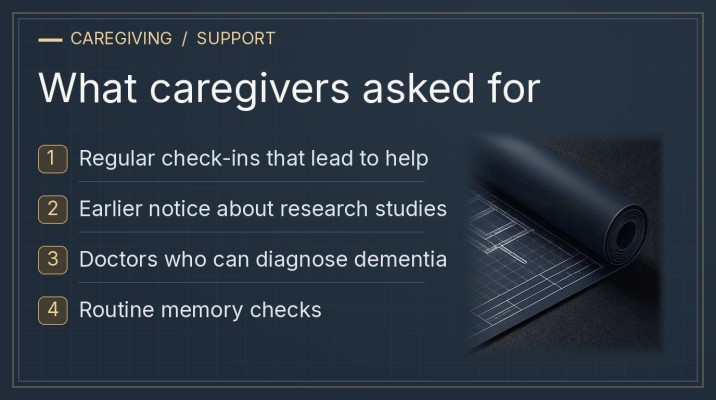 CAREGIVING / SUPPORT
What caregivers asked for
1 Regular check-ins that lead to help
2 Earlier notice about research studies
3 Doctors who can diagnose dementia
4 Routine memory checks